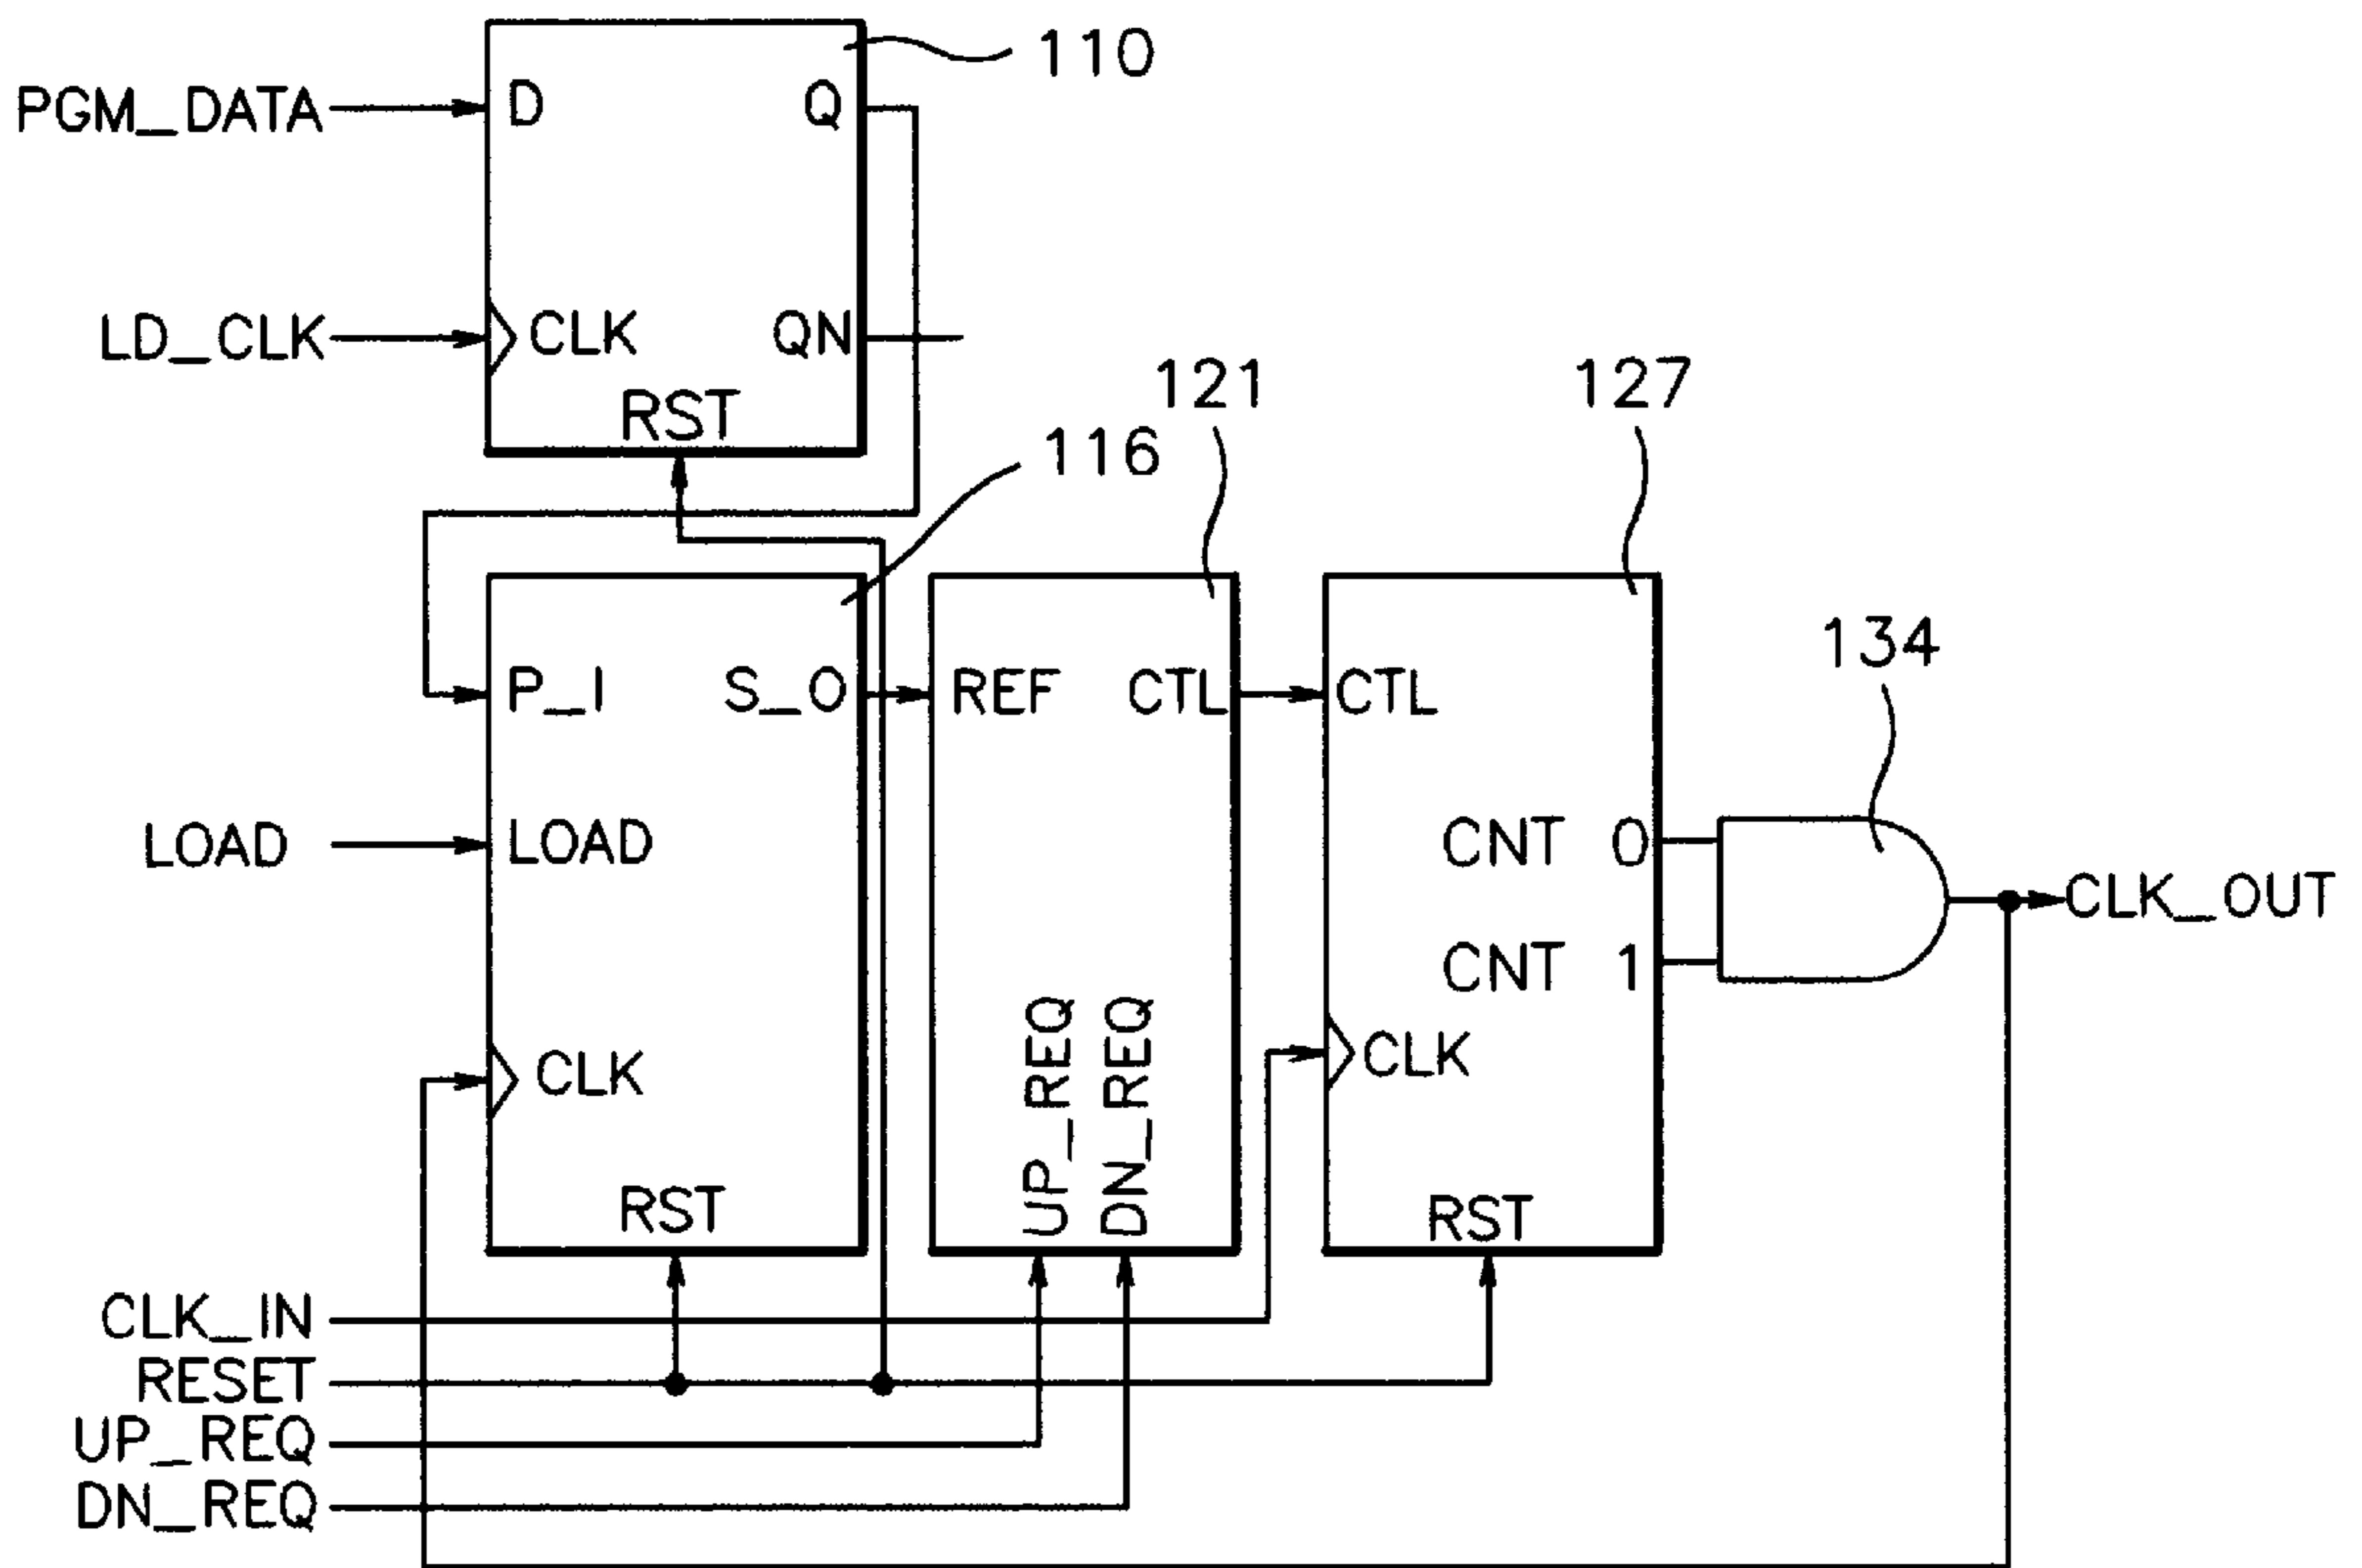 110
PGM_DATA
D
Q
LD_CLK
CLK
QN
RST
116
121
127
134
P_I
S_O
REF
CTL
CTL
LOAD
LOAD
CNT 0
CNT 1
CLK_OUT
CLK
CLK
UP_REQ
DN_REQ
RST
RST
CLK_IN
RESET
UP_REQ
DN_REQ